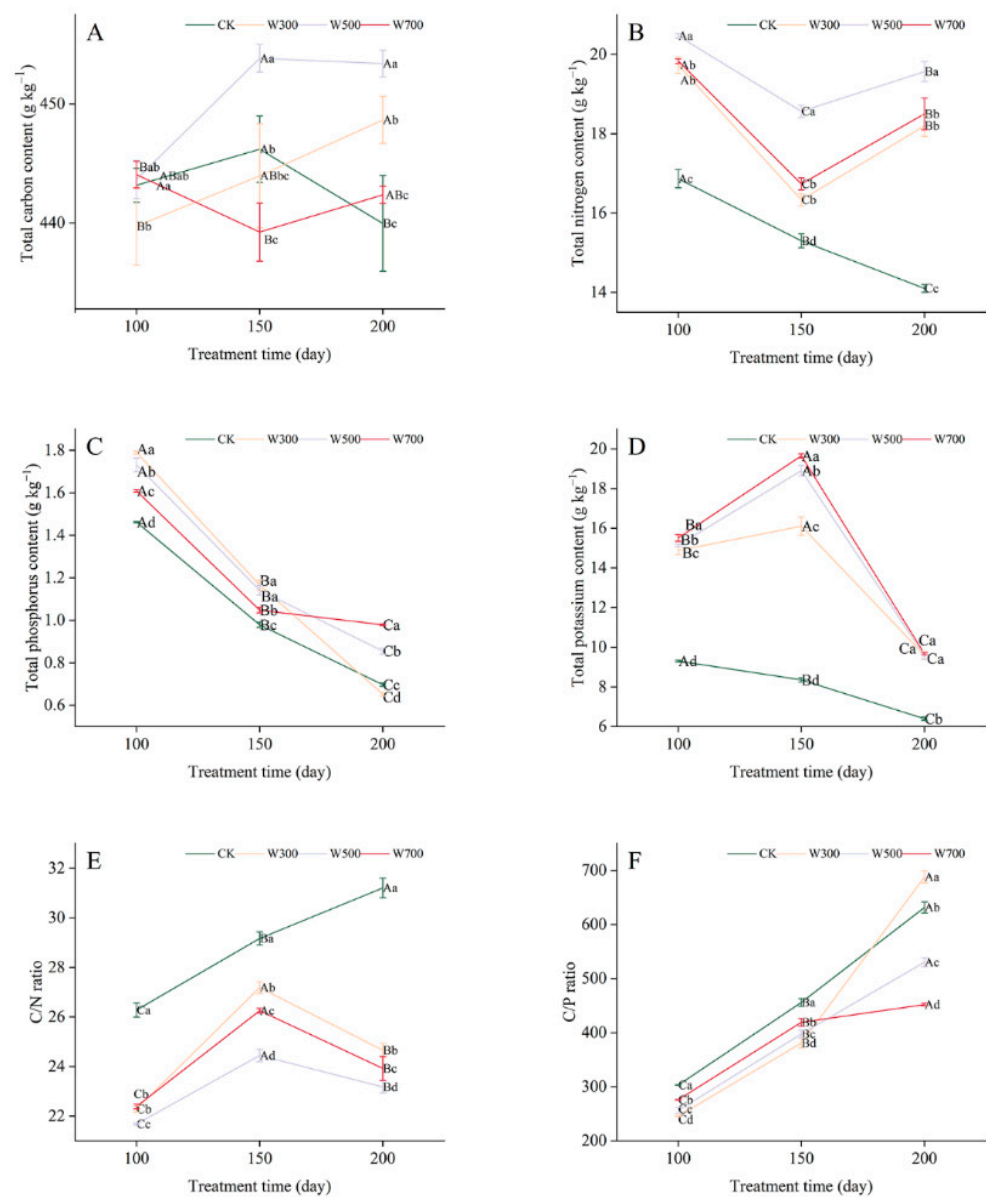 A
CK W300 W500 W700
Total carbon content (g kg⁻¹)
450
440
Aa Aa
Ab
Ab
Bab
ABab
Aa
ABbc
ABc
Bb
Bc
Bc
100 150 200
Treatment time (day)
B
CK W300 W500 W700
Total nitrogen content (g kg⁻¹)
20
18
16
14
Aa
Ab
Ab
Ba
Ca
Bb
Bb
Cb
Cb
Ac
Bd
Cc
100 150 200
Treatment time (day)
C
CK W300 W500 W700
Total phosphorus content (g kg⁻¹)
1.8
1.6
1.4
1.2
1.0
0.8
0.6
Aa
Ab
Ac
Ad
Ba
Ba
Bb
Bc
Ca
Cb
Cc
Cd
100 150 200
Treatment time (day)
D
CK W300 W500 W700
Total potassium content (g kg⁻¹)
20
18
16
14
12
10
8
6
Aa
Ab
Ac
Ba
Bb
Bc
Ca
Ca
Ca
Ad
Bd
Cb
100 150 200
Treatment time (day)
E
CK W300 W500 W700
C/N ratio
32
30
28
26
24
22
Aa
Ba
Ca
Ab
Ac
Ad
Bb
Bc
Bd
Cb
Cb
Cc
100 150 200
Treatment time (day)
F
CK W300 W500 W700
C/P ratio
700
600
500
400
300
200
Aa
Ab
Ac
Ad
Ba
Bb
Bc
Bd
Ca
Cb
Cc
Cd
100 150 200
Treatment time (day)